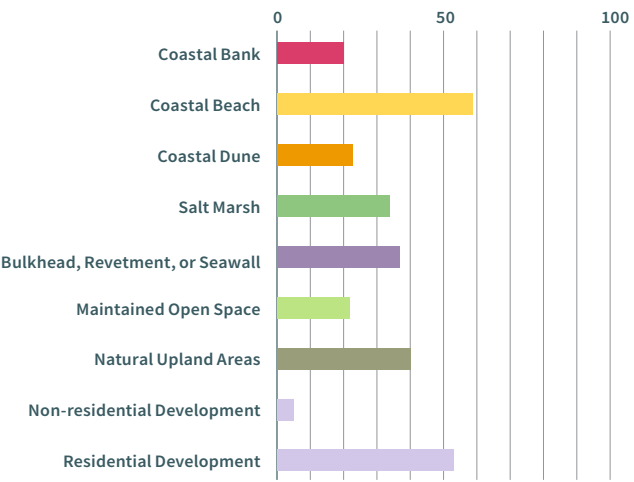 0 50 100
Coastal Bank
Coastal Beach
Coastal Dune
Salt Marsh
Bulkhead, Revetment, or Seawall
Maintained Open Space
Natural Upland Areas
Non-residential Development
Residential Development